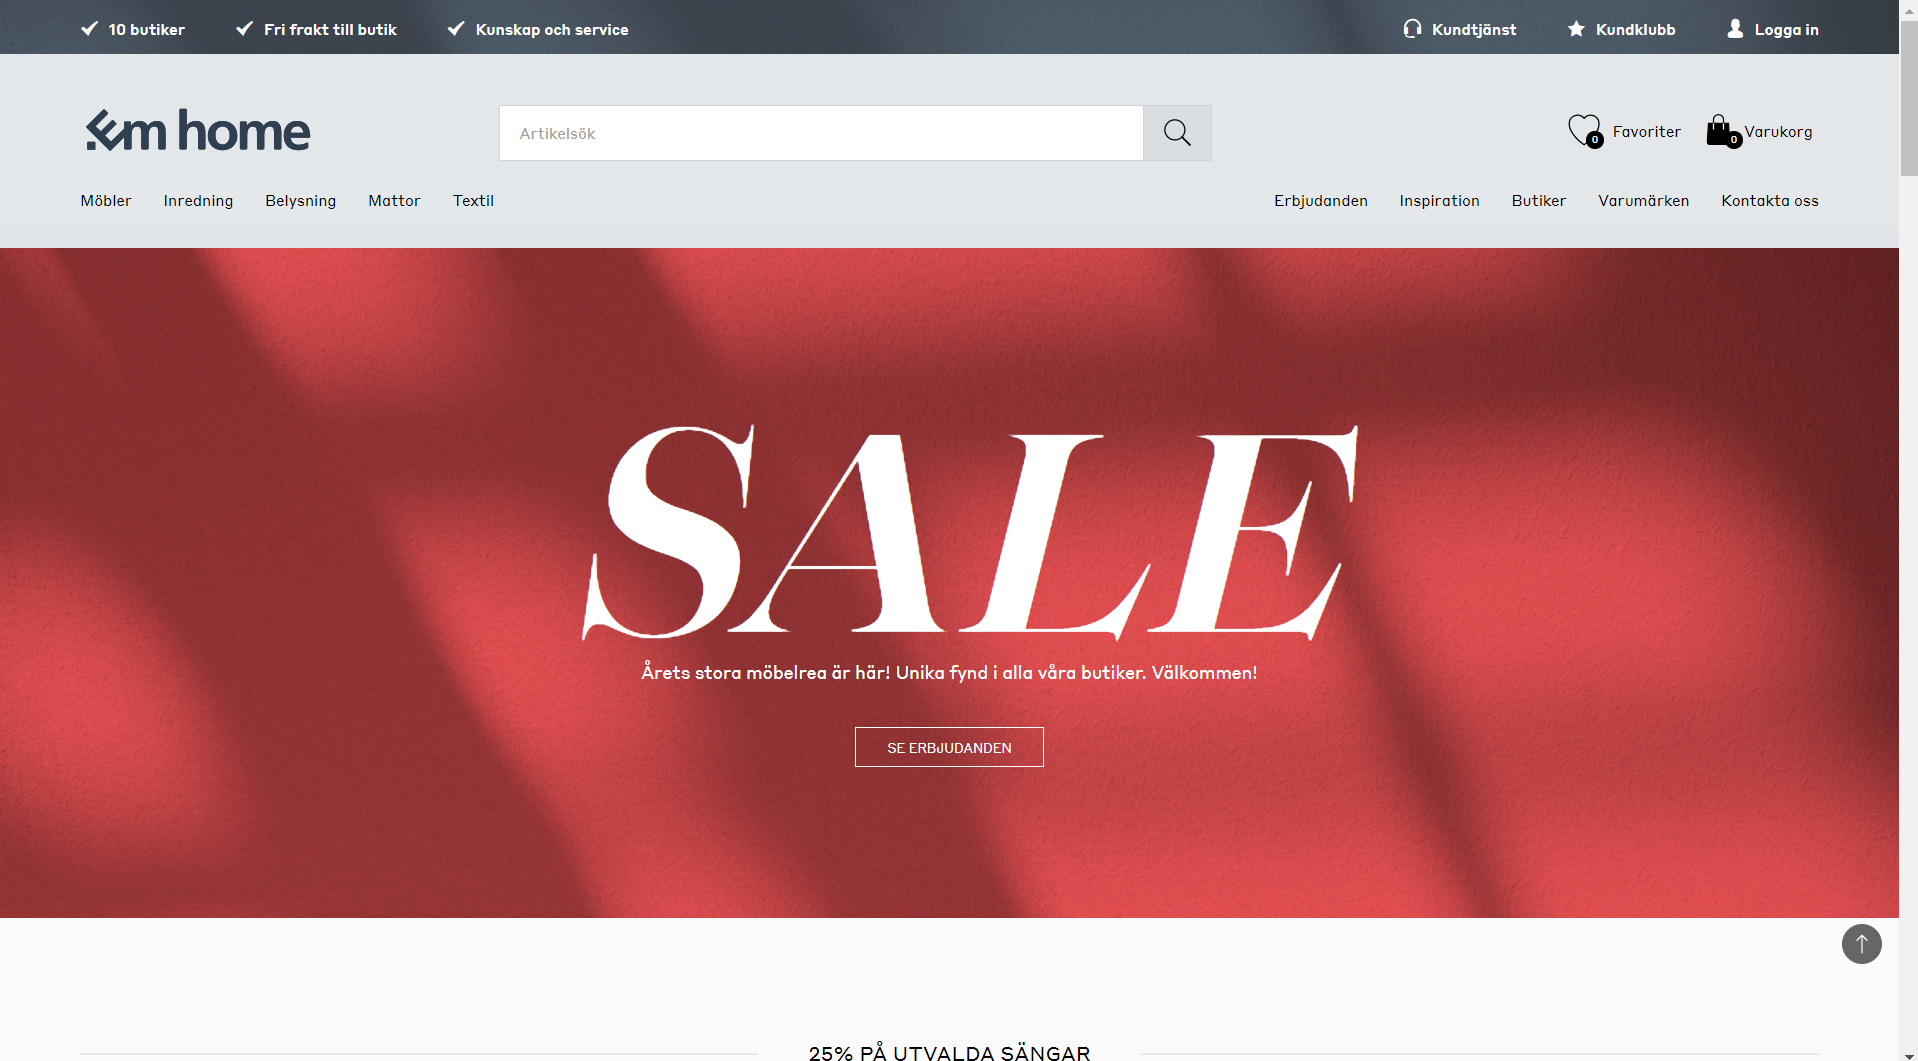 10 butiker
Fri frakt till butik
Kunskap och service
Kundtjänst
Kundklubb
Logga in
Em home
Artikelsök
0
Favoriter
0
Varukorg
Möbler
Inredning
Belysning
Mattor
Textil
Erbjudanden
Inspiration
Butiker
Varumärken
Kontakta oss
SALE
Årets stora möbelrea är här! Unika fynd i alla våra butiker. Välkommen!
SE ERBJUDANDEN
25% PÅ UTVALDA SÄNGAR